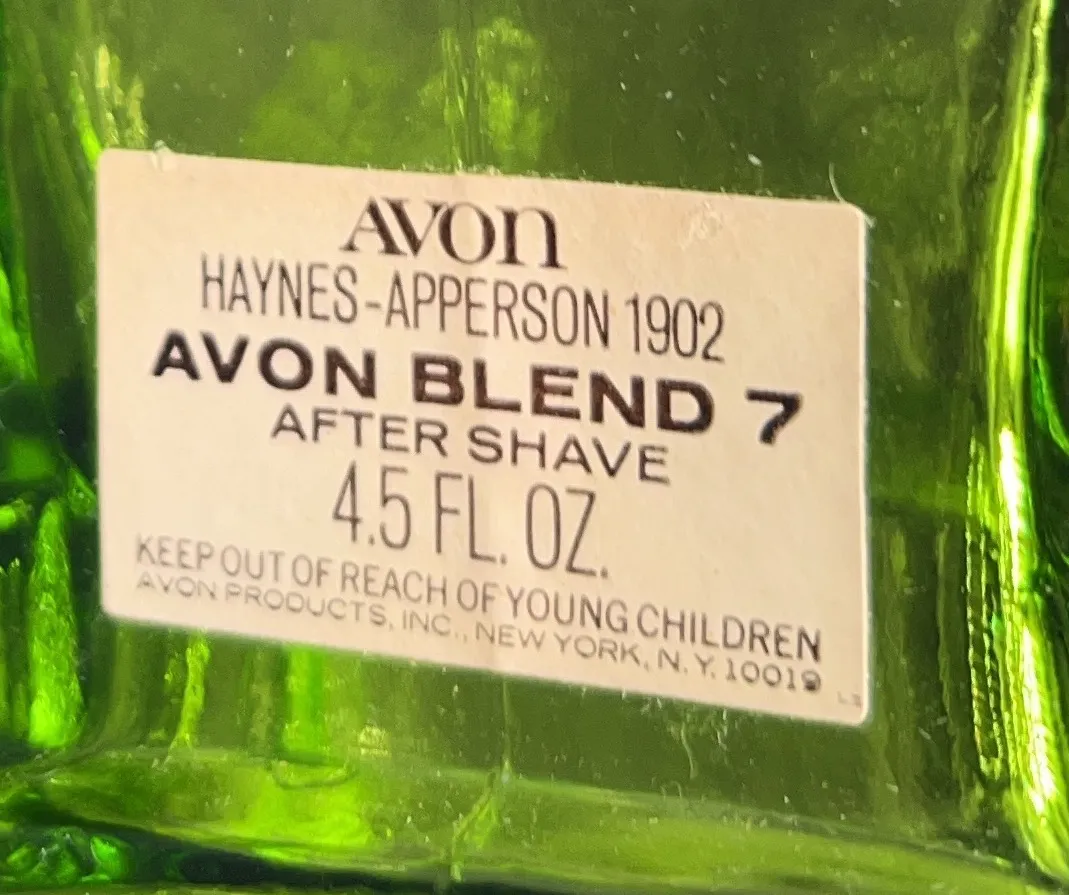 AVON
HAYNES-APPERSON 1902
AVON BLEND 7
AFTER SHAVE
4.5 FL. OZ.
KEEP OUT OF REACH OF YOUNG CHILDREN
AVON PRODUCTS, INC., NEW YORK, N.Y. 10019